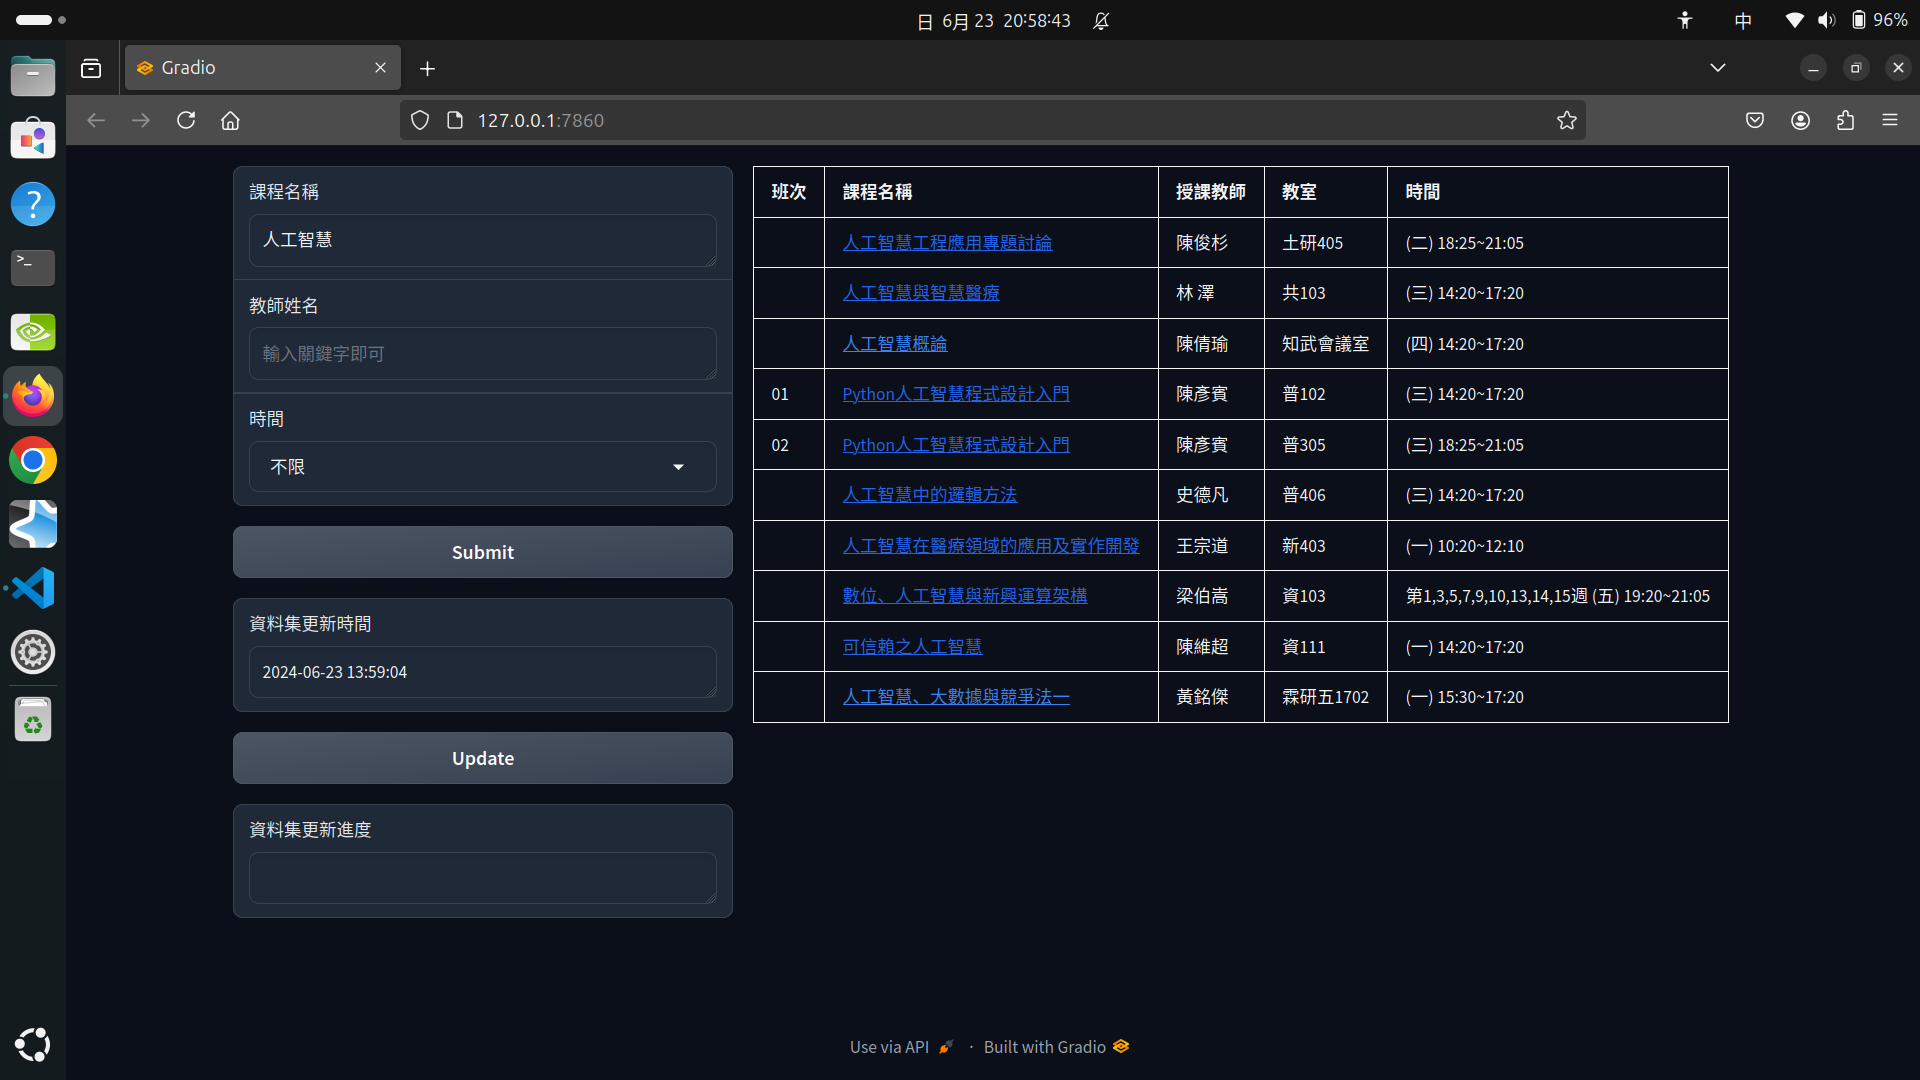 日 6月 23 20:58:43
中
96%
Gradio
127.0.0.1:7860
課程名稱
人工智慧
教師姓名
輸入關鍵字即可
時間
不限
Submit
資料集更新時間
2024-06-23 13:59:04
Update
資料集更新進度
班次 課程名稱 授課教師 教室 時間
人工智慧工程應用專題討論 陳俊杉 土研405 (二) 18:25~21:05
人工智慧與智慧醫療 林 澤 共103 (三) 14:20~17:20
人工智慧概論 陳倩瑜 知武會議室 (四) 14:20~17:20
01 Python人工智慧程式設計入門 陳彥賓 普102 (三) 14:20~17:20
02 Python人工智慧程式設計入門 陳彥賓 普305 (三) 18:25~21:05
人工智慧中的邏輯方法 史德凡 普406 (三) 14:20~17:20
人工智慧在醫療領域的應用及實作開發 王宗道 新403 (一) 10:20~12:10
數位、人工智慧與新興運算架構 梁伯嵩 資103 第1,3,5,7,9,10,13,14,15週 (五) 19:20~21:05
可信賴之人工智慧 陳維超 資111 (一) 14:20~17:20
人工智慧、大數據與競爭法一 黃銘傑 霖研五1702 (一) 15:30~17:20
Use via API · Built with Gradio